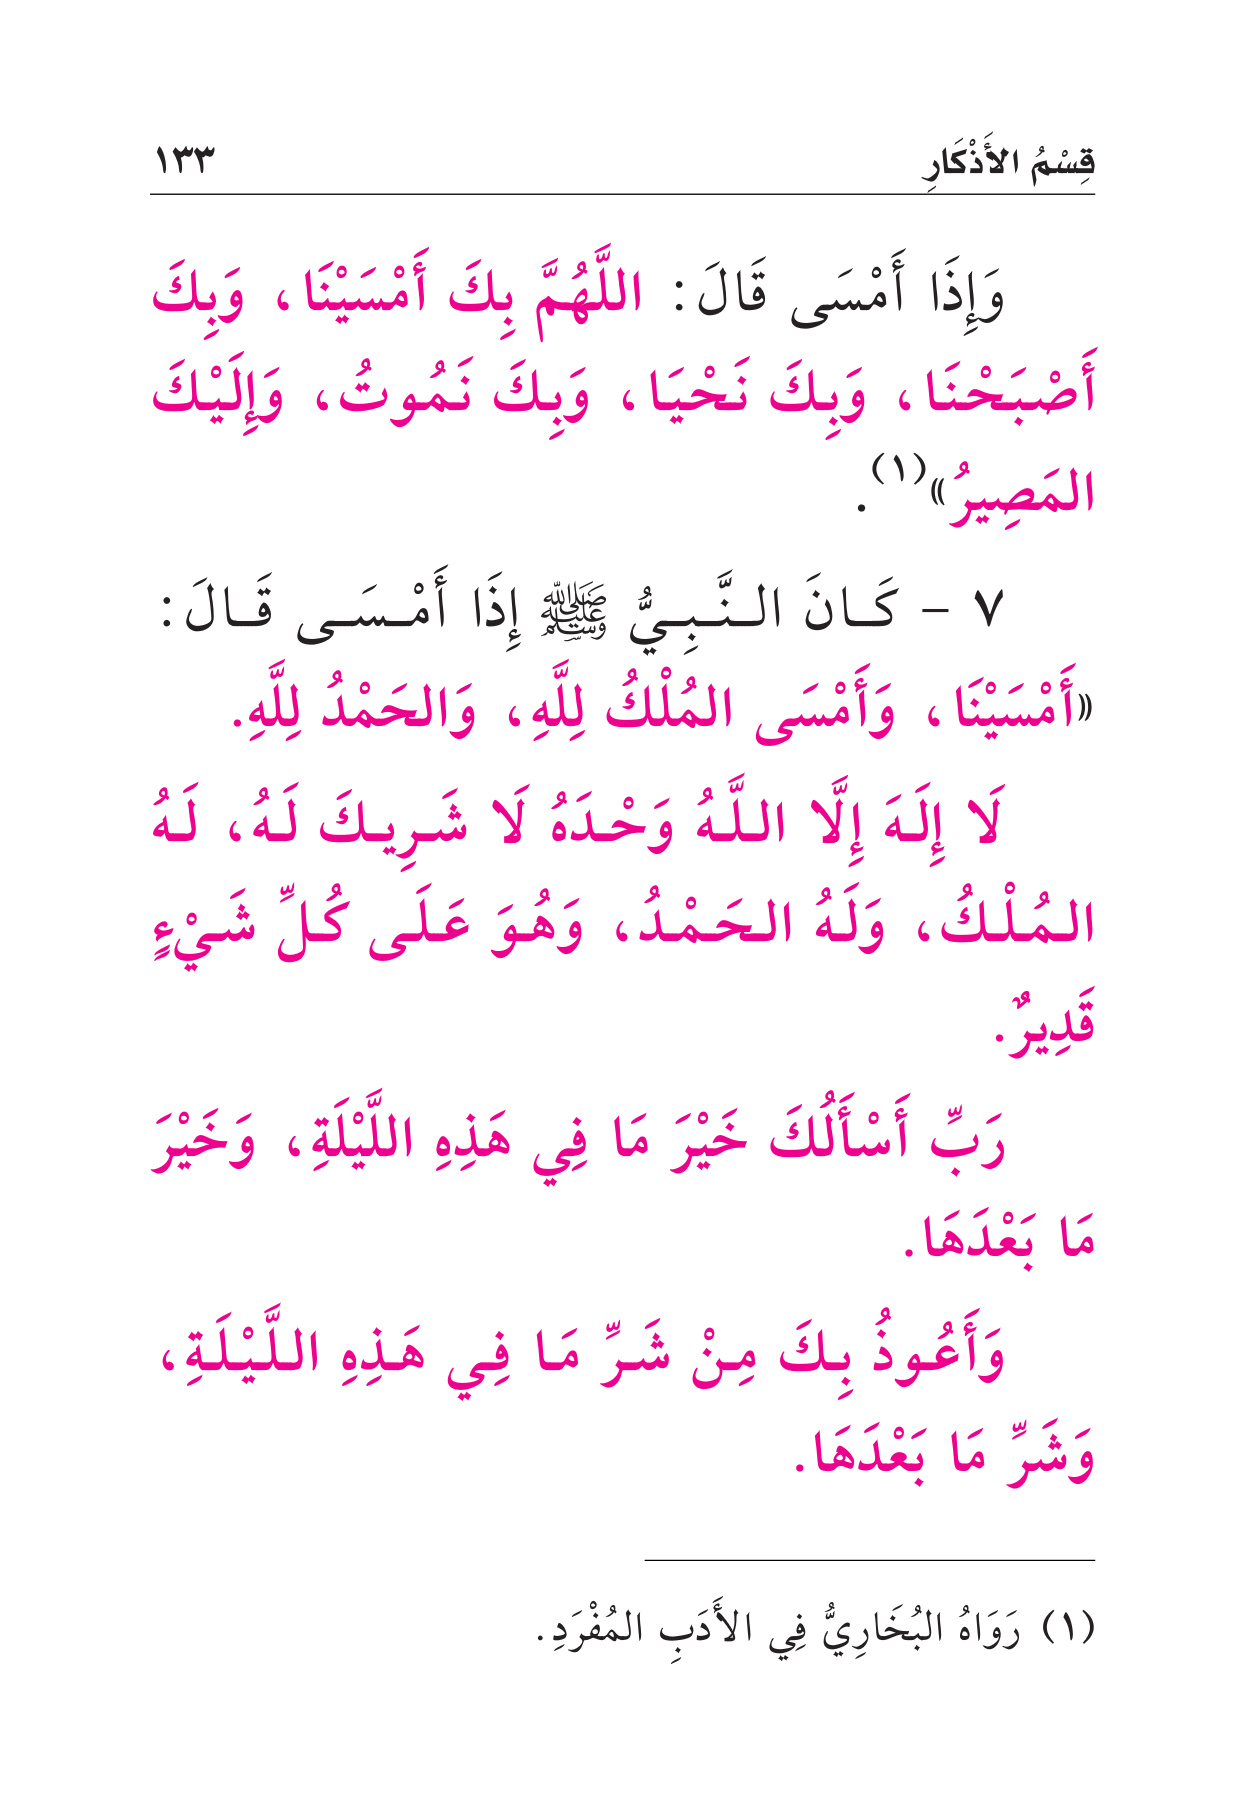 قِسْمُ الأَذْكَارِ ١٣٣
وَإِذَا أَمْسَى قَالَ: اللَّهُمَّ بِكَ أَمْسَيْنَا، وَبِكَ
أَصْبَحْنَا، وَبِكَ نَحْيَا، وَبِكَ نَمُوتُ، وَإِلَيْكَ
المَصِيرُ»(١).
٧ - كَانَ النَّبِيُّ ﷺ إِذَا أَمْسَى قَالَ:
«أَمْسَيْنَا، وَأَمْسَى المُلْكُ لِلَّهِ، وَالحَمْدُ لِلَّهِ.
لَا إِلَهَ إِلَّا اللَّهُ وَحْدَهُ لَا شَرِيكَ لَهُ، لَهُ
المُلْكُ، وَلَهُ الحَمْدُ، وَهُوَ عَلَى كُلِّ شَيْءٍ
قَدِيرٌ.
رَبِّ أَسْأَلُكَ خَيْرَ مَا فِي هَذِهِ اللَّيْلَةِ، وَخَيْرَ
مَا بَعْدَهَا.
وَأَعُوذُ بِكَ مِنْ شَرِّ مَا فِي هَذِهِ اللَّيْلَةِ،
وَشَرِّ مَا بَعْدَهَا.
(١) رَوَاهُ البُخَارِيُّ فِي الأَدَبِ المُفْرَدِ.